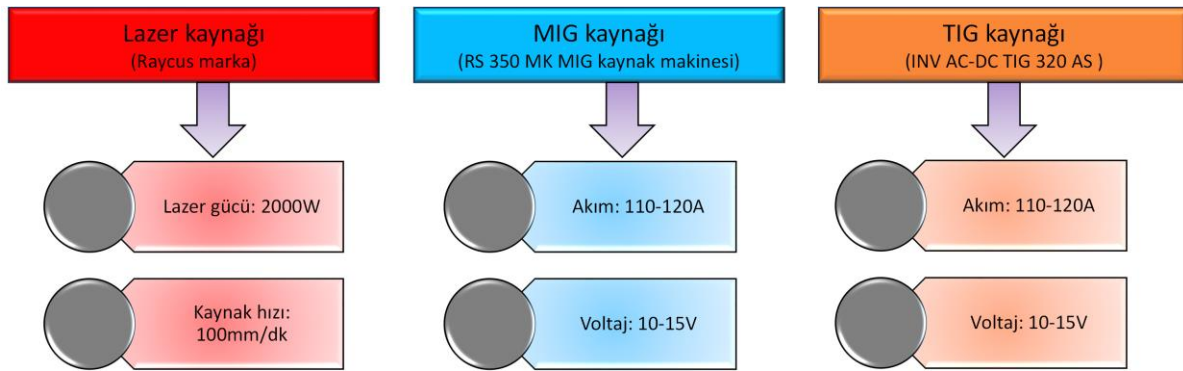 Lazer kaynağı
(Raycus marka)
Lazer gücü: 2000W
Kaynak hızı:
100mm/dk
MIG kaynağı
(RS 350 MK MIG kaynak makinesi)
Akım: 110-120A
Voltaj: 10-15V
TIG kaynağı
(INV AC-DC TIG 320 AS )
Akım: 110-120A
Voltaj: 10-15V